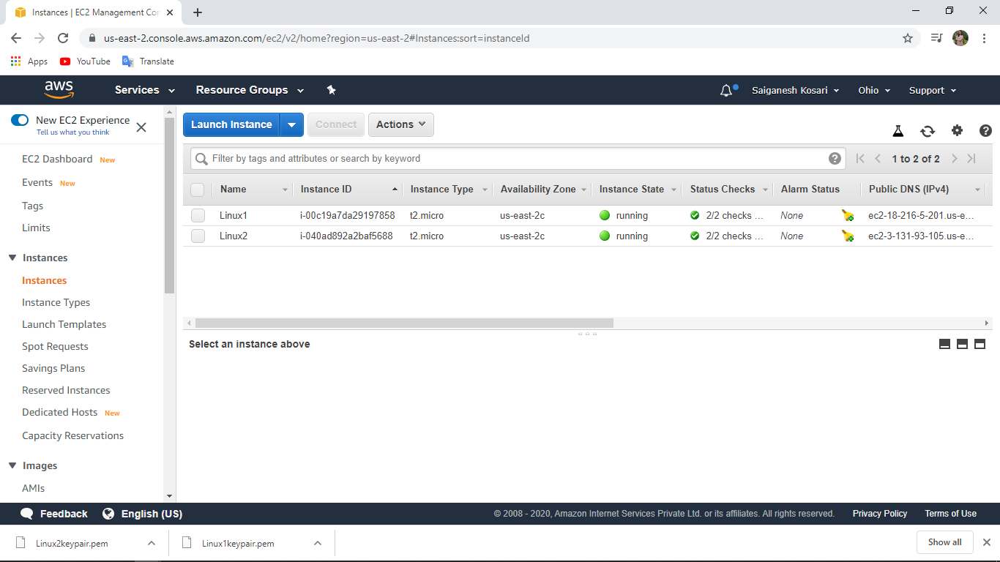 Instances | EC2 Management Con
us-east-2.console.aws.amazon.com/ec2/v2/home?region=us-east-2#Instances:sort=instanceId
Apps YouTube Translate
aws Services Resource Groups Saiganesh Kosari Ohio Support
New EC2 Experience
Tell us what you think
EC2 Dashboard New
Events New
Tags
Limits
Instances
Instances
Instance Types
Launch Templates
Spot Requests
Savings Plans
Reserved Instances
Dedicated Hosts New
Capacity Reservations
Images
AMIs
Launch Instance Connect Actions
Filter by tags and attributes or search by keyword 1 to 2 of 2
Name Instance ID Instance Type Availability Zone Instance State Status Checks Alarm Status Public DNS (IPv4)
Linux1 i-00c19a7da29197858 t2.micro us-east-2c running 2/2 checks ... None ec2-18-216-5-201.us-e...
Linux2 i-040ad892a2baf5688 t2.micro us-east-2c running 2/2 checks ... None ec2-3-131-93-105.us-e...
Select an instance above
Feedback English (US) © 2008 - 2020, Amazon Internet Services Private Ltd. or its affiliates. All rights reserved. Privacy Policy Terms of Use
Linux2keypair.pem Linux1keypair.pem Show all